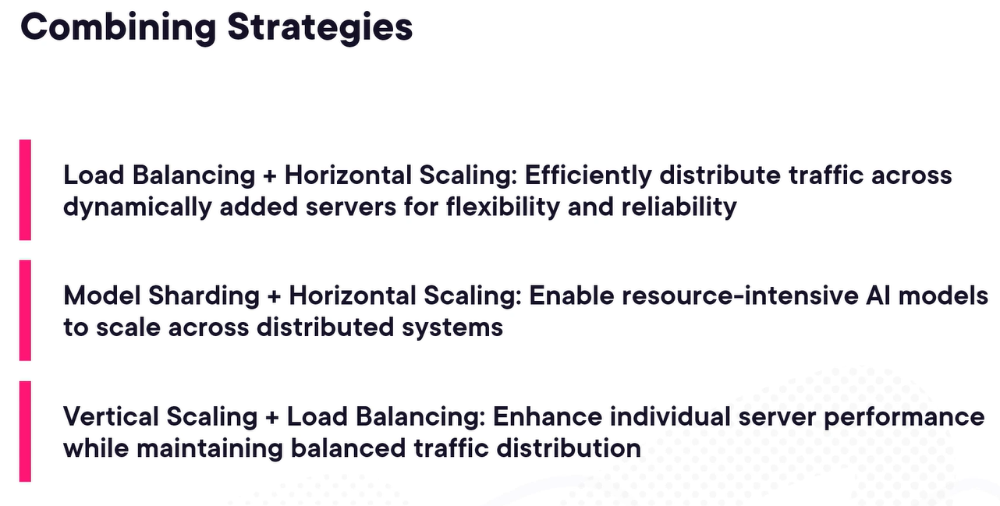 Combining Strategies
Load Balancing + Horizontal Scaling: Efficiently distribute traffic across
dynamically added servers for flexibility and reliability
Model Sharding + Horizontal Scaling: Enable resource-intensive AI models
to scale across distributed systems
Vertical Scaling + Load Balancing: Enhance individual server performance
while maintaining balanced traffic distribution